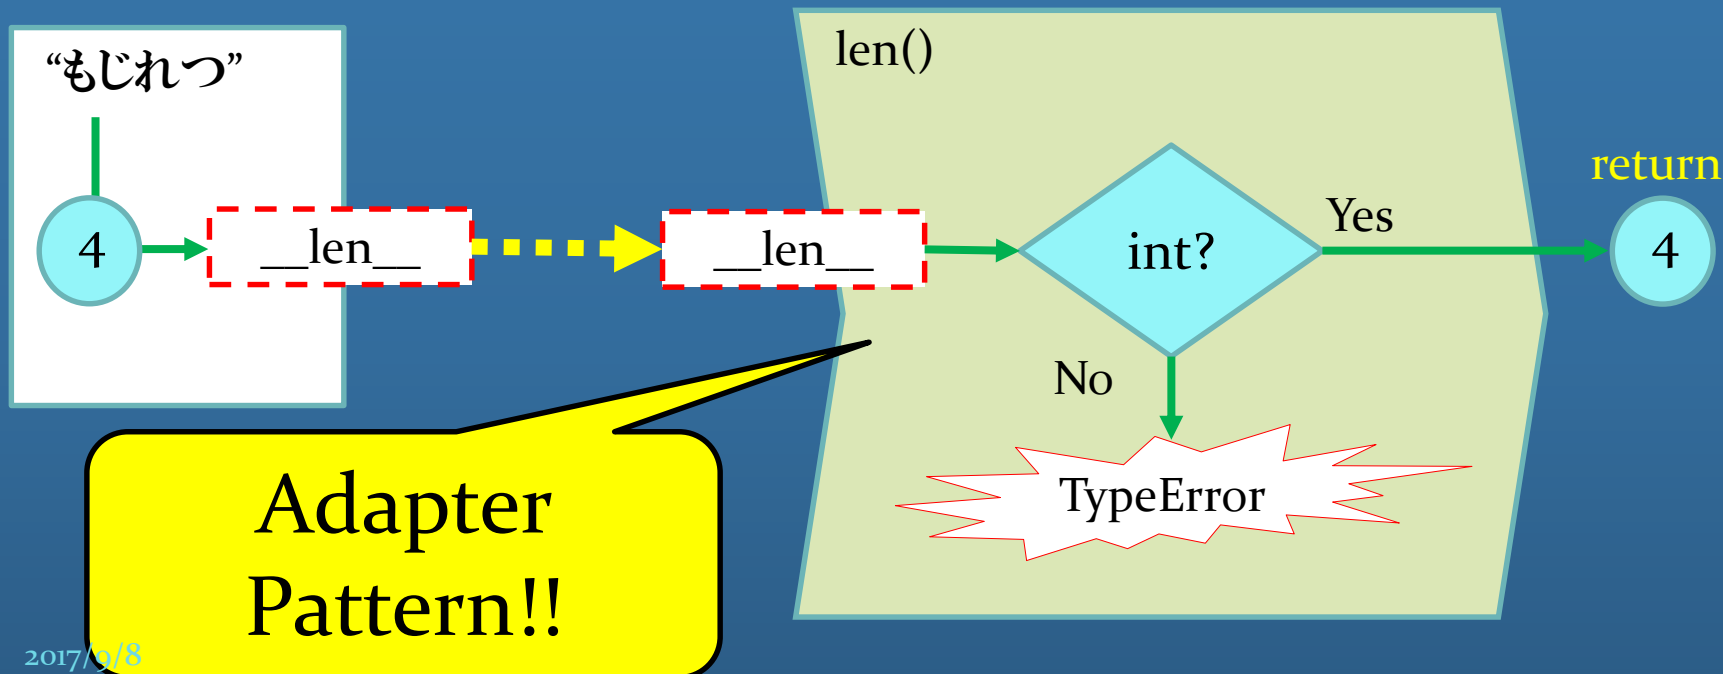 “もじれつ”
len()
return
4
__len__
__len__
int?
Yes
4
No
TypeError
Adapter
Pattern!!
2017/9/8